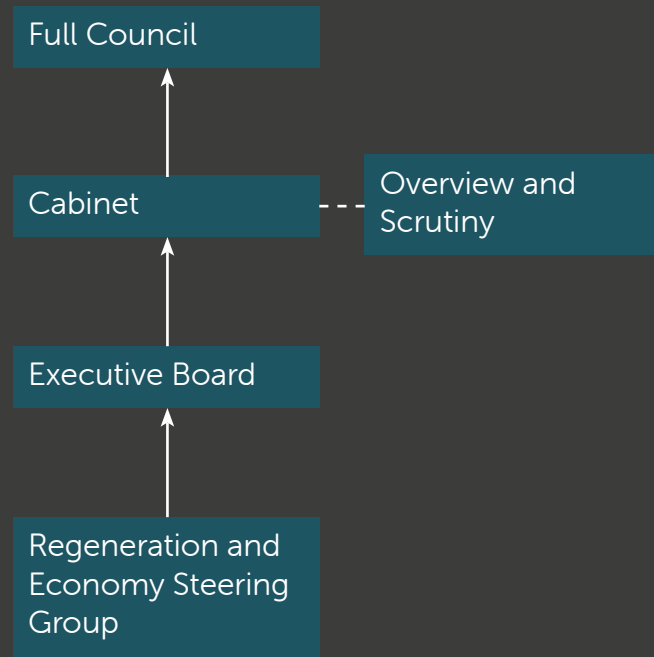 Full Council
Cabinet
Overview and
Scrutiny
Executive Board
Regeneration and
Economy Steering
Group